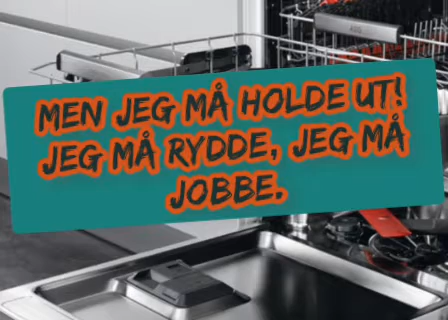 MEN JEG MÅ HOLDE UT!
JEG MÅ RYDDE, JEG MÅ
JOBBE.